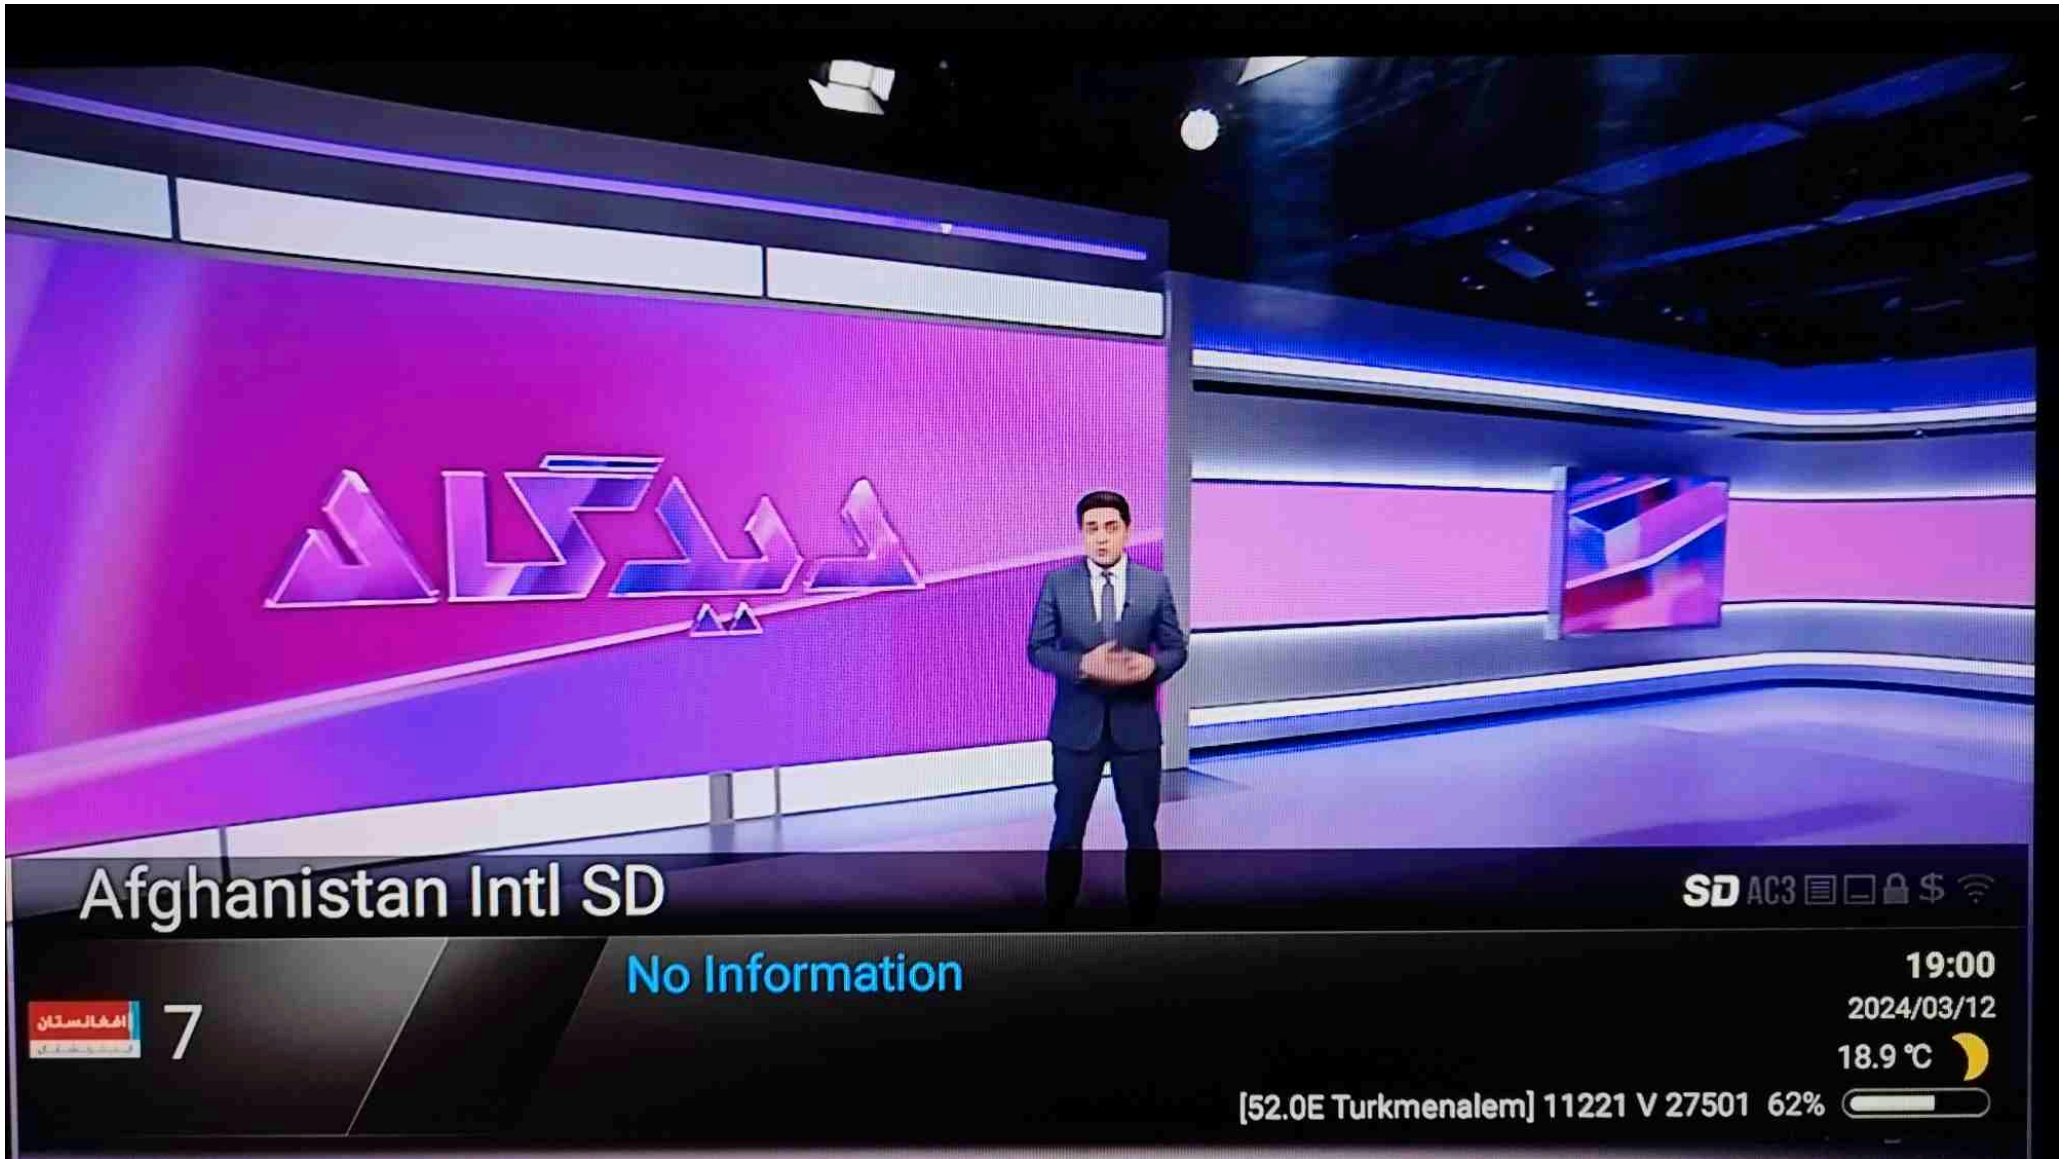 دیدگاه
Afghanistan Intl SD
SD AC3 $
No Information
افغانستان
7
19:00
2024/03/12
18.9 °C
[52.0E Turkmenalem] 11221 V 27501 62%